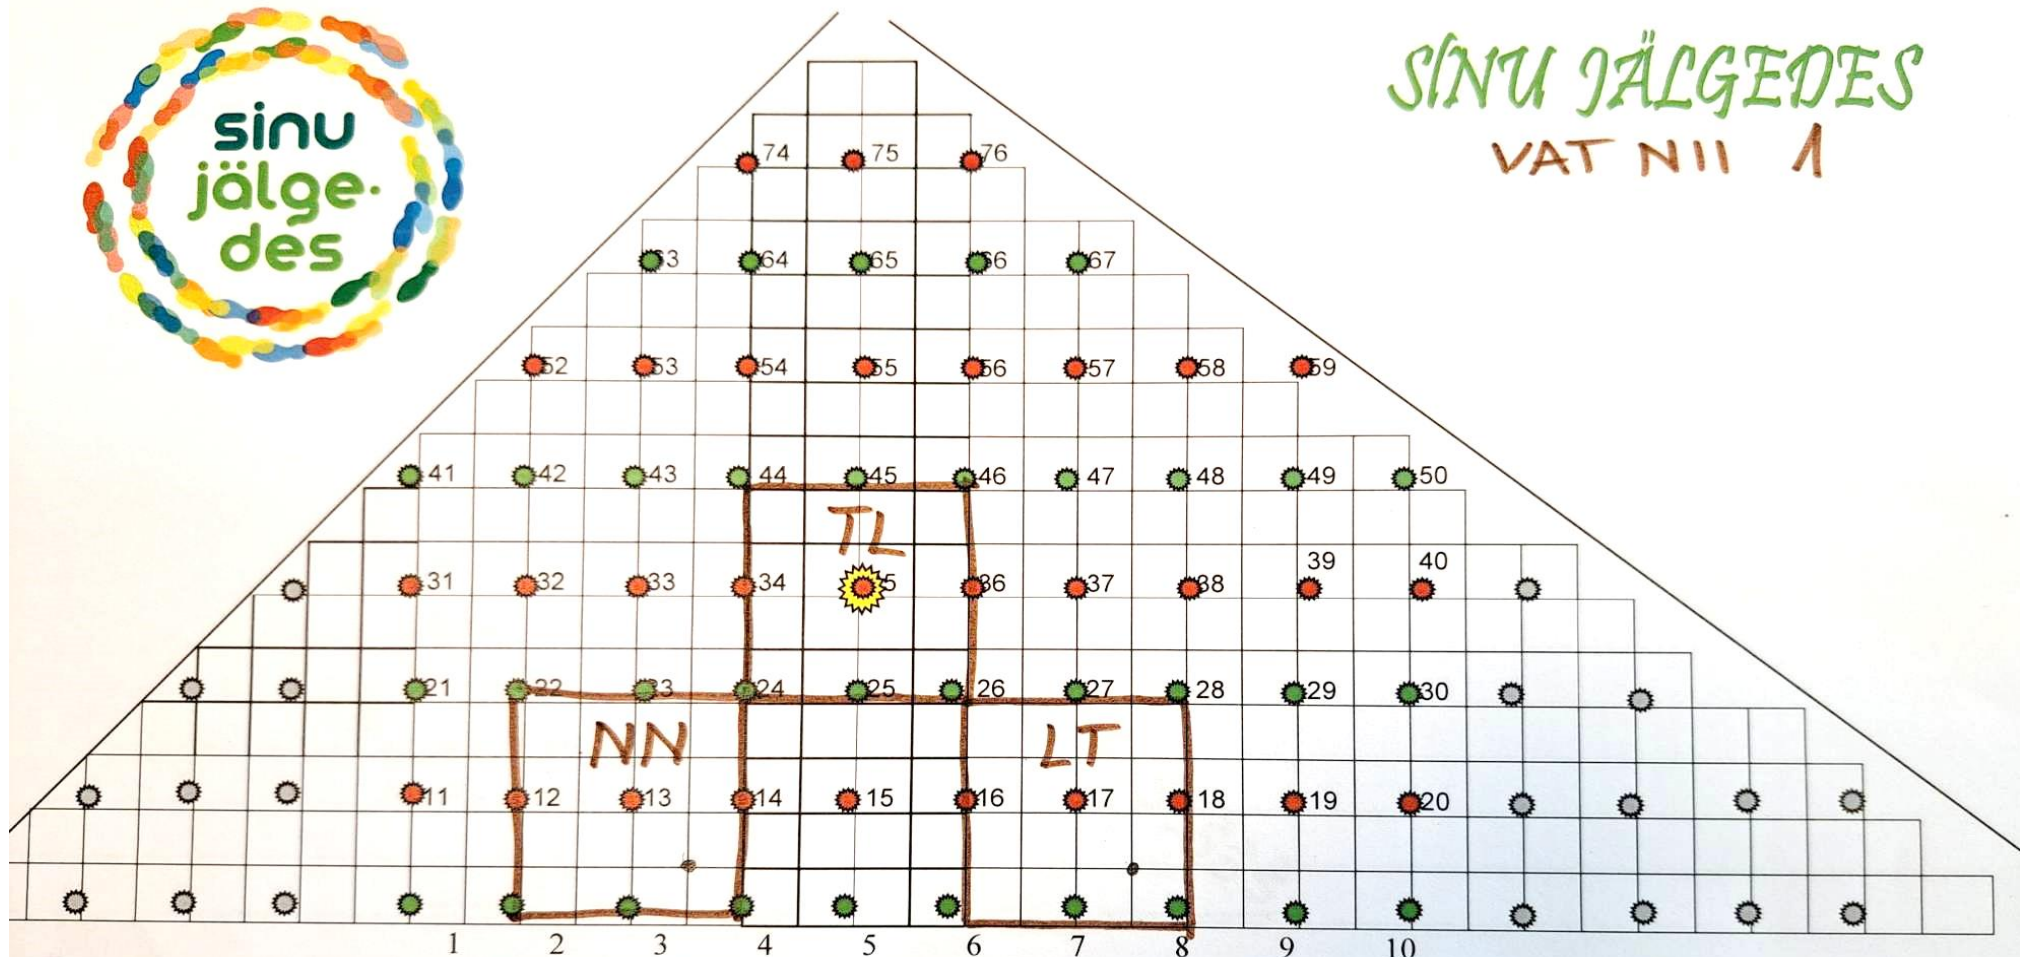 sinu
jälge-
des
SINU JÄLGEDES
VAT NII 1
74 75 76
63 64 65 66 67
52 53 54 55 56 57 58 59
41 42 43 44 45 46 47 48 49 50
TL
39 40
31 32 33 34 5 36 37 38
21 22 23 24 25 26 27 28 29 30
NN LT
11 12 13 14 15 16 17 18 19 20
1 2 3 4 5 6 7 8 9 10